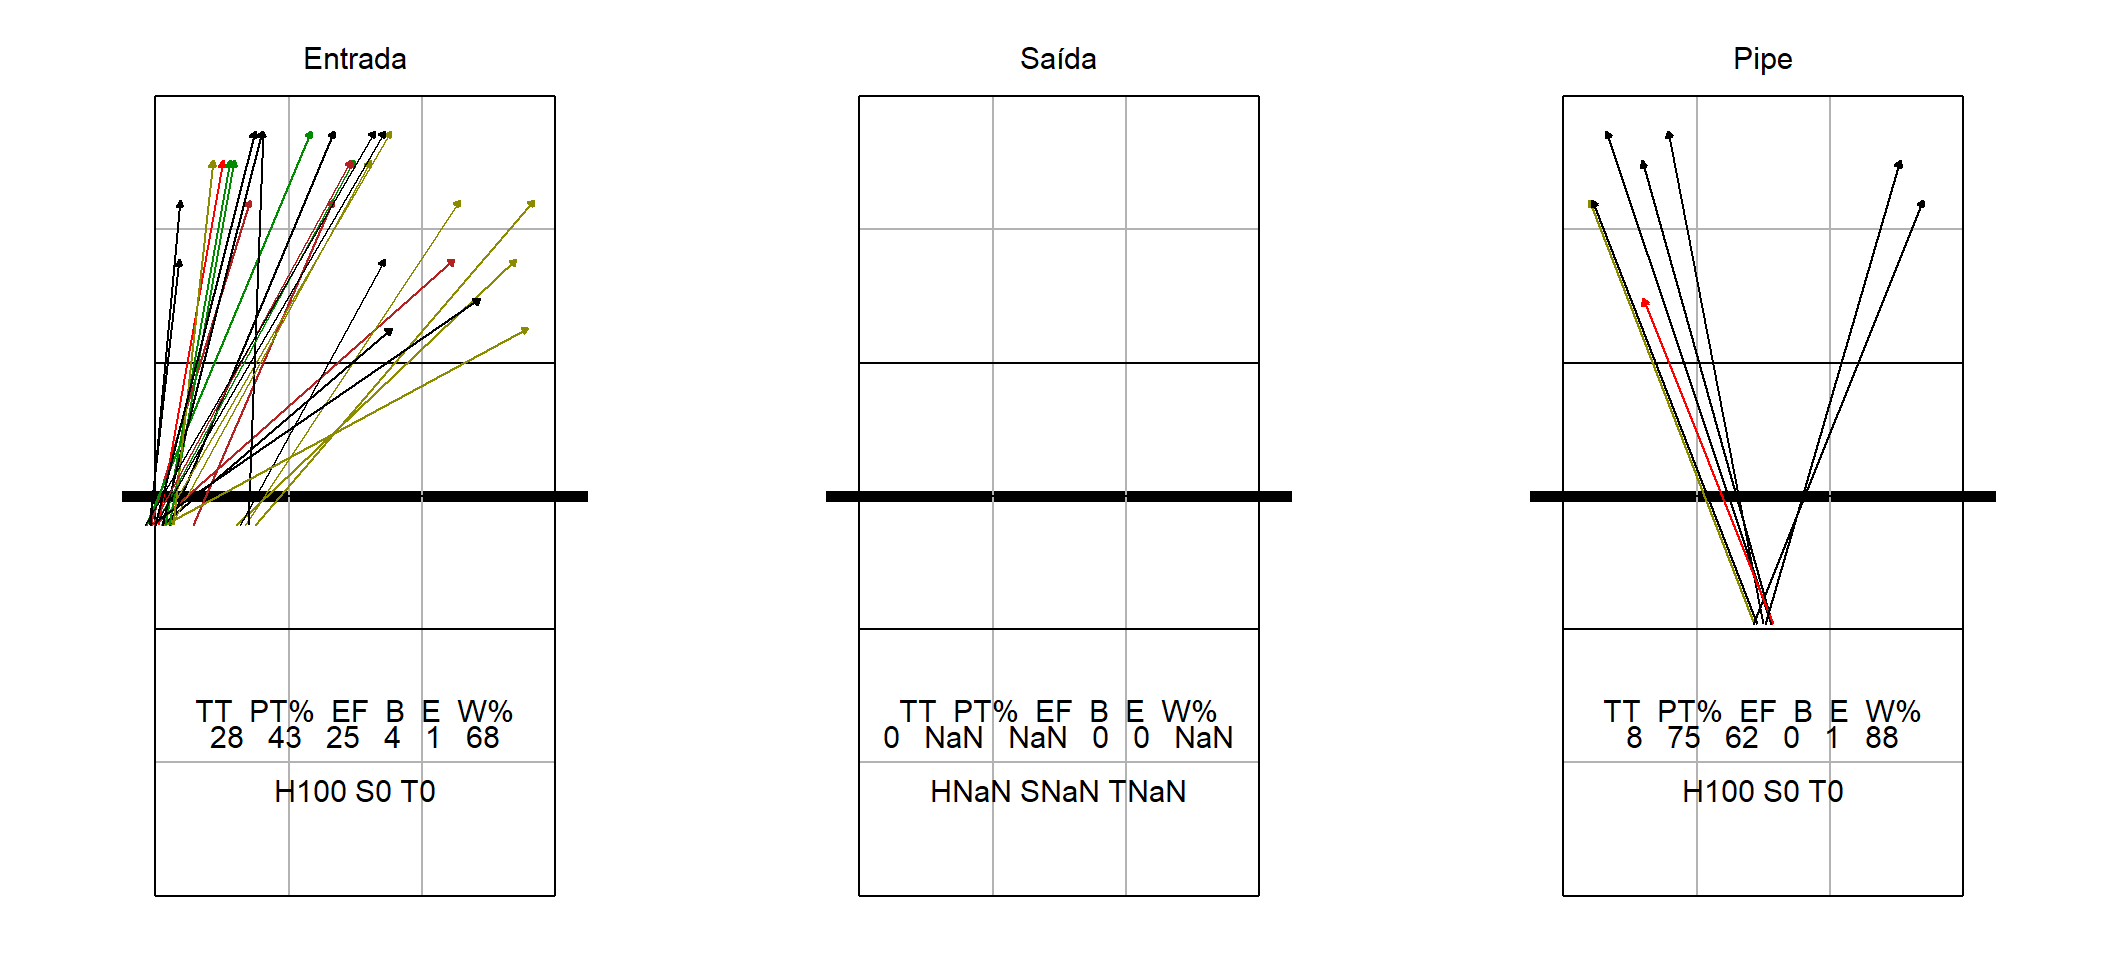 Entrada
TT PT% EF B E W%
28 43 25 4 1 68
H100 S0 T0
Saída
TT PT% EF B E W%
0 NaN NaN 0 0 NaN
HNaN SNaN TNaN
Pipe
TT PT% EF B E W%
8 75 62 0 1 88
H100 S0 T0